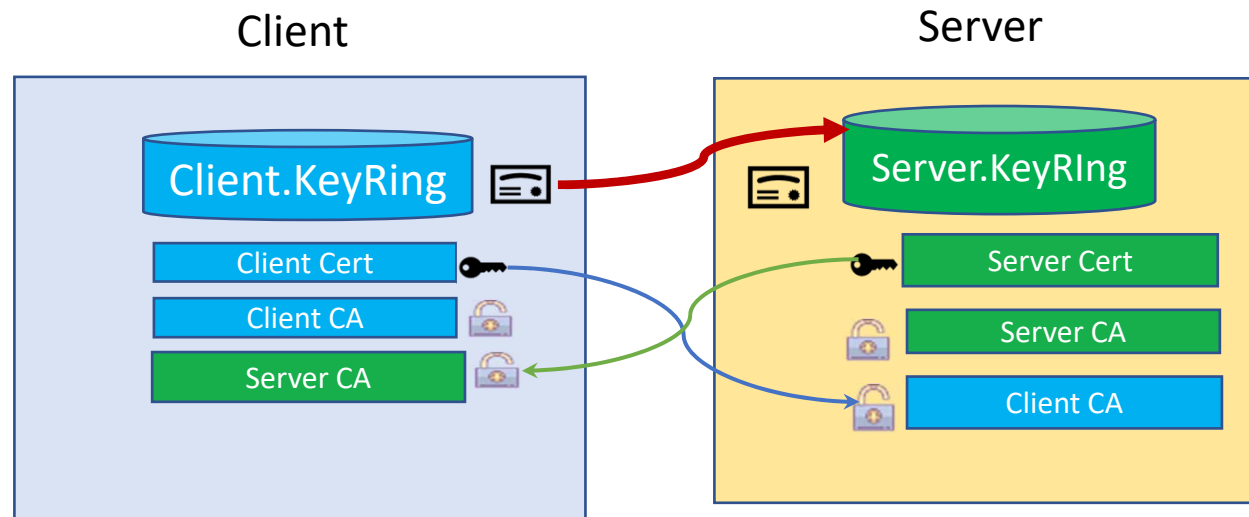 Client
Server
Client.KeyRing
Server.KeyRIng
Client Cert
Server Cert
Client CA
Server CA
Server CA
Client CA